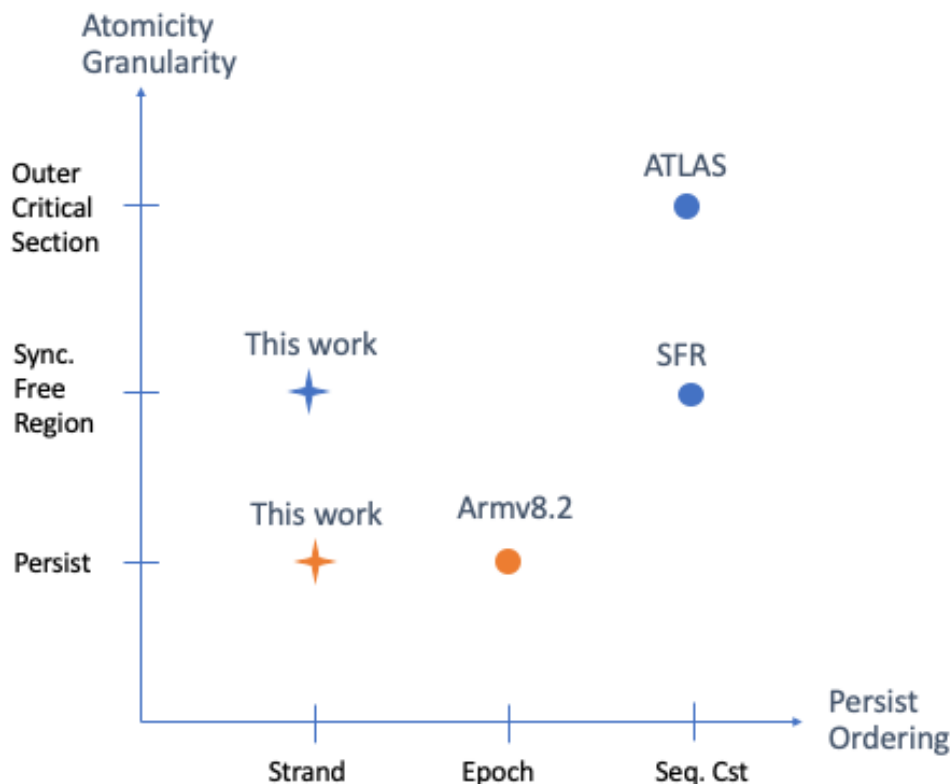 Atomicity
Granularity
Outer
Critical
Section
ATLAS
Sync.
Free
Region
This work
SFR
Persist
This work
Armv8.2
Persist
Ordering
Strand
Epoch
Seq. Cst